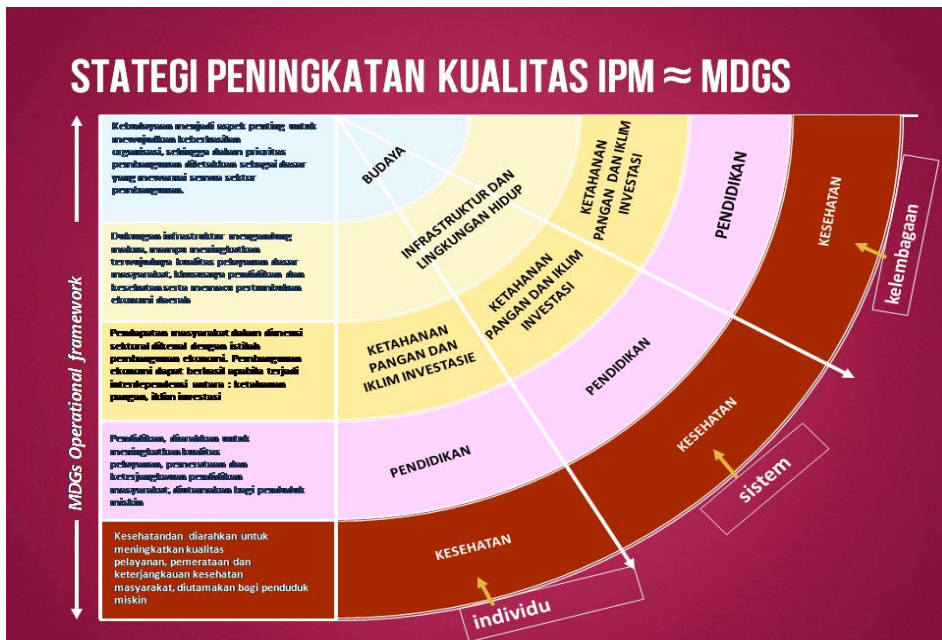 STATEGI PENINGKATAN KUALITAS IPM ≈ MDGS
MDGs Operational framework
Kebudayaan menjadi aspek penting untuk
mewujudkan keberhasilan
organisasi, sehingga dalam prioritas
pembangunan diletakkan sebagai dasar
yang mewarnai semua sektor
pembangunan.
Dukungan infrastruktur mengandung
makna, mampu meningkatkan
terwujudnya kualitas pelayanan dasar
masyarakat, khususnya pendidikan dan
kesehatan serta memacu pertumbuhan
ekonomi daerah
Pendapatan masyarakat dalam dimensi
sektoral dikenal dengan istilah
pembangunan ekonomi. Pembangunan
ekonomi dapat berhasil apabila terjadi
interdependensi antara : ketahanan
pangan, iklim investasi
Pendidikan, diarahkan untuk
meningkatkan kualitas
pelayanan, pemerataan dan
keterjangkauan pendidikan
masyarakat, diutamakan bagi penduduk
miskin
Kesehatandan diarahkan untuk
meningkatkan kualitas
pelayanan, pemerataan dan
keterjangkauan kesehatan
masyarakat, diutamakan bagi penduduk
miskin
BUDAYA
INFRASTRUKTUR DAN
LINGKUNGAN HIDUP
KETAHANAN
PANGAN DAN IKLIM
INVESTASI
KETAHANAN
PANGAN DAN IKLIM
INVESTASI
KETAHANAN
PANGAN DAN
IKLIM INVESTASIE
PENDIDIKAN
PENDIDIKAN
PENDIDIKAN
KESEHATAN
KESEHATAN
KESEHATAN
kelembagaan
sistem
individu